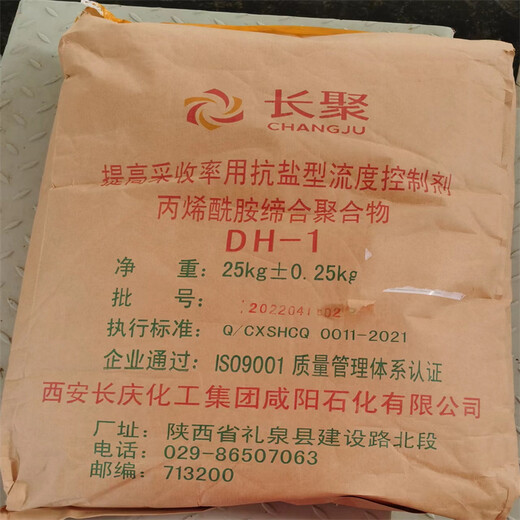 长聚
CHANGJU
提高采收率用抗盐型流度控制剂
丙烯酰胺缔合聚合物
DH-1
净 重：25kg±0.25kg
批 号：
执行标准：Q/CXSHCQ 0011-2021
企业通过：ISO9001 质量管理体系认证
西安长庆化工集团咸阳石化有限公司
厂址：陕西省礼泉县建设路北段
电话：029-86507063
邮编：713200